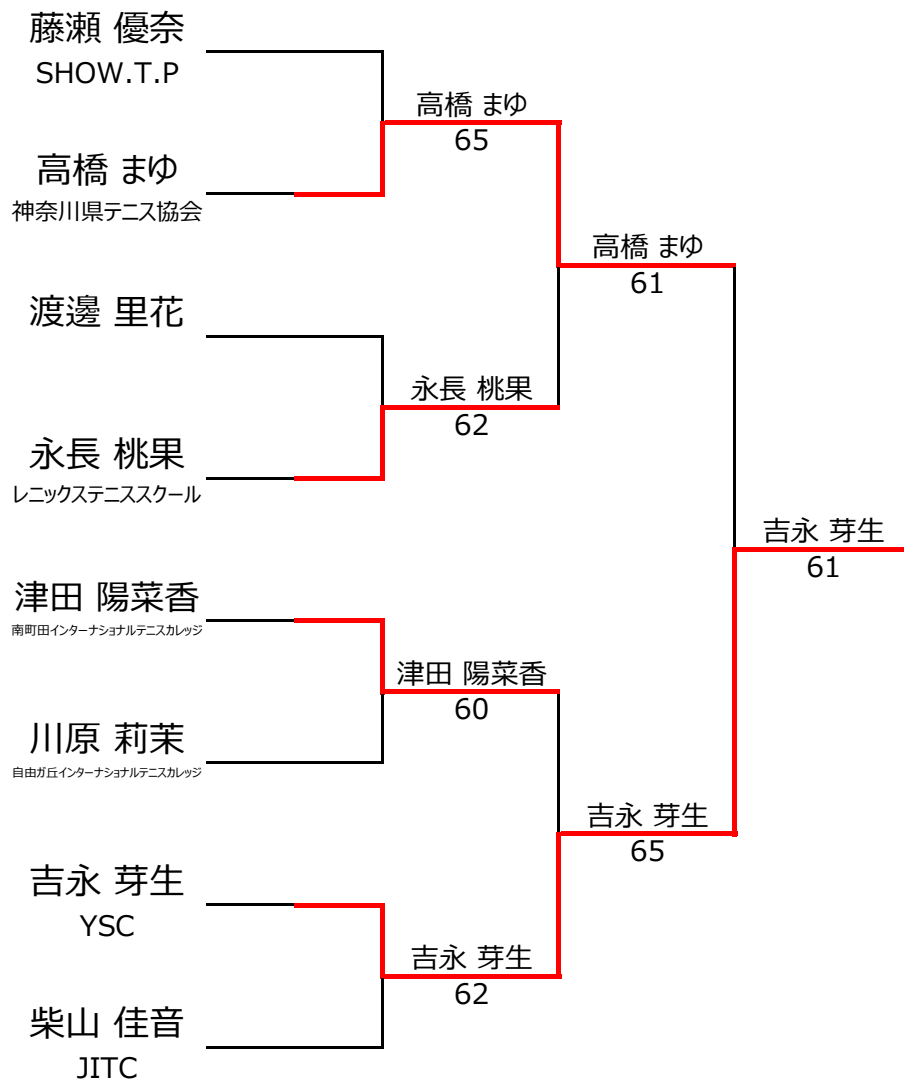 藤瀬 優奈
SHOW.T.P
高橋 まゆ
65
高橋 まゆ
神奈川県テニス協会
高橋 まゆ
61
渡邊 里花
永長 桃果
62
永長 桃果
レニックステニススクール
吉永 芽生
61
津田 陽菜香
南町田インターナショナルテニスカレッジ
津田 陽菜香
60
川原 莉茉
自由ガ丘インターナショナルテニスカレッジ
吉永 芽生
65
吉永 芽生
YSC
吉永 芽生
62
柴山 佳音
JITC